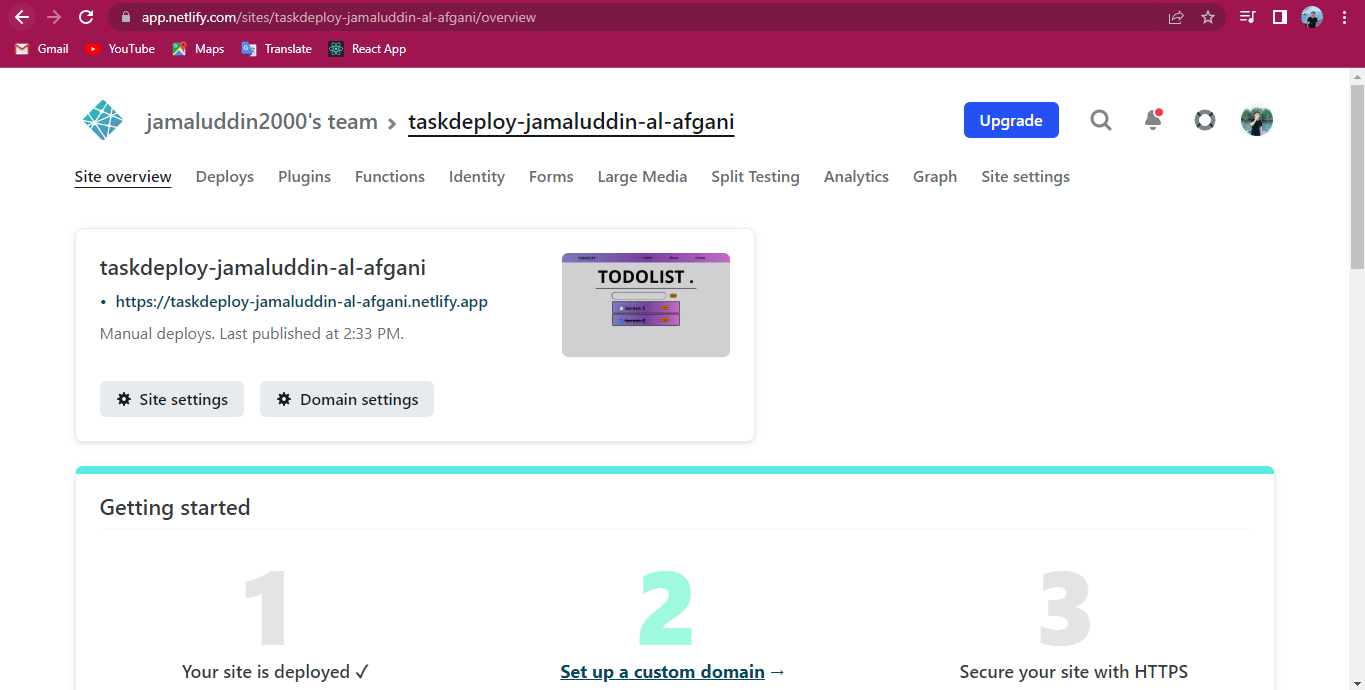 app.netlify.com/sites/taskdeploy-jamaluddin-al-afgani/overview
Gmail YouTube Maps Translate React App
jamaluddin2000's team › taskdeploy-jamaluddin-al-afgani Upgrade
Site overview Deploys Plugins Functions Identity Forms Large Media Split Testing Analytics Graph Site settings
taskdeploy-jamaluddin-al-afgani
• https://taskdeploy-jamaluddin-al-afgani.netlify.app
Manual deploys. Last published at 2:33 PM.
TODOLIST
TODOLIST .
Site settings Domain settings
Getting started
1 2 3
Your site is deployed ✓ Set up a custom domain → Secure your site with HTTPS